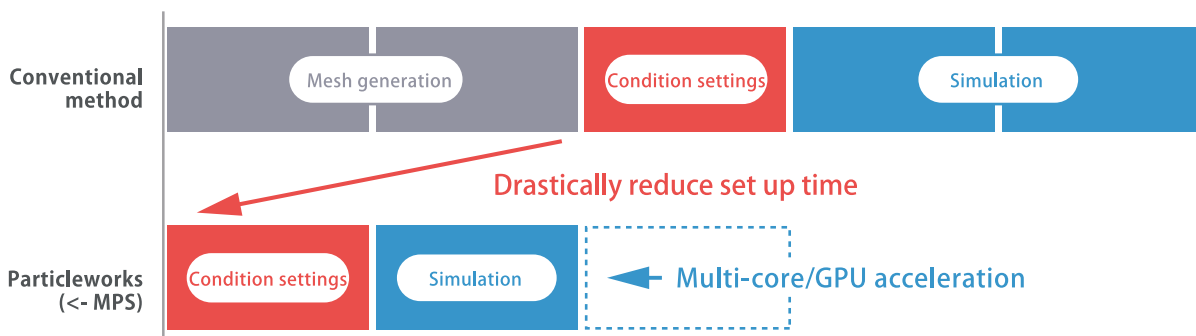 Conventional
method
Mesh generation
Condition settings
Simulation
Drastically reduce set up time
Particleworks
(<- MPS)
Condition settings
Simulation
Multi-core/GPU acceleration